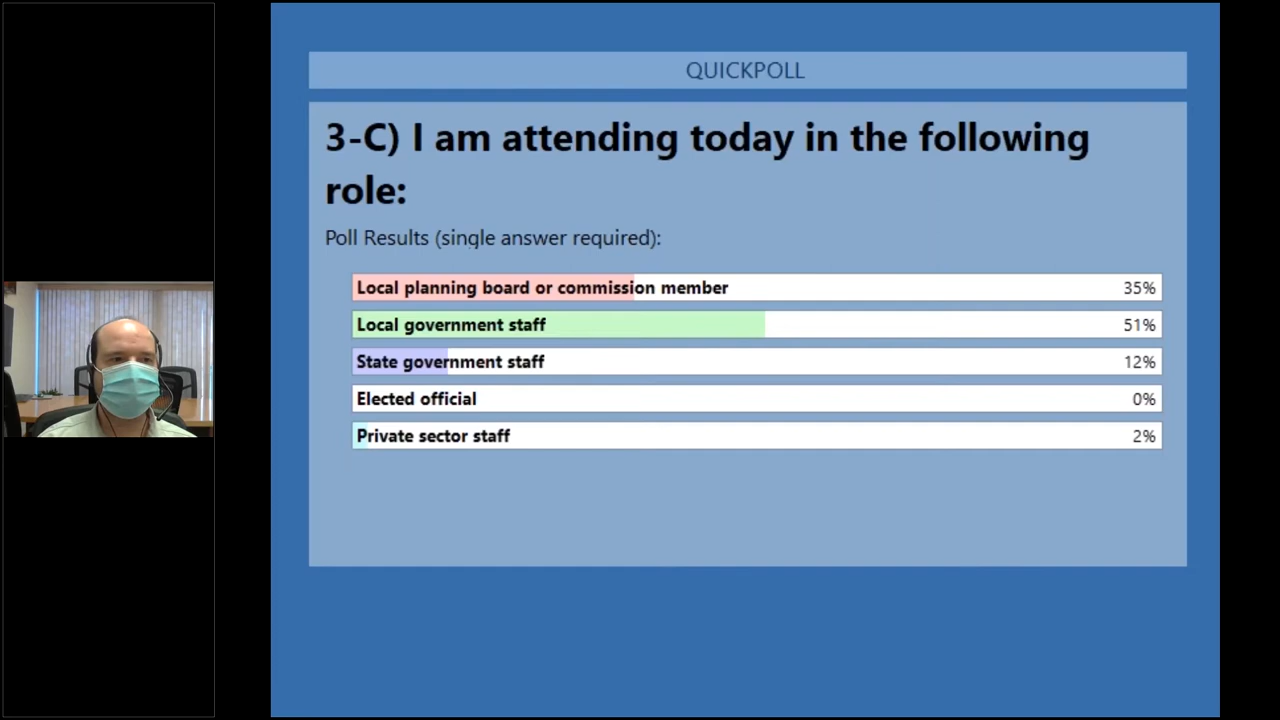 QUICKPOLL
3-C) I am attending today in the following
role:
Poll Results (single answer required):
Local planning board or commission member 35%
Local government staff 51%
State government staff 12%
Elected official 0%
Private sector staff 2%